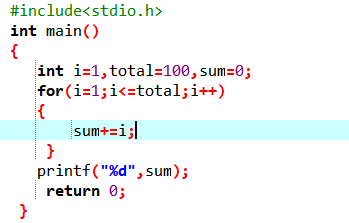 #include<stdio.h>
int main()
{
    int i=1,total=100,sum=0;
    for(i=1;i<=total;i++)
    {
        sum+=i;
     }
    printf("%d",sum);
     return 0;
 }